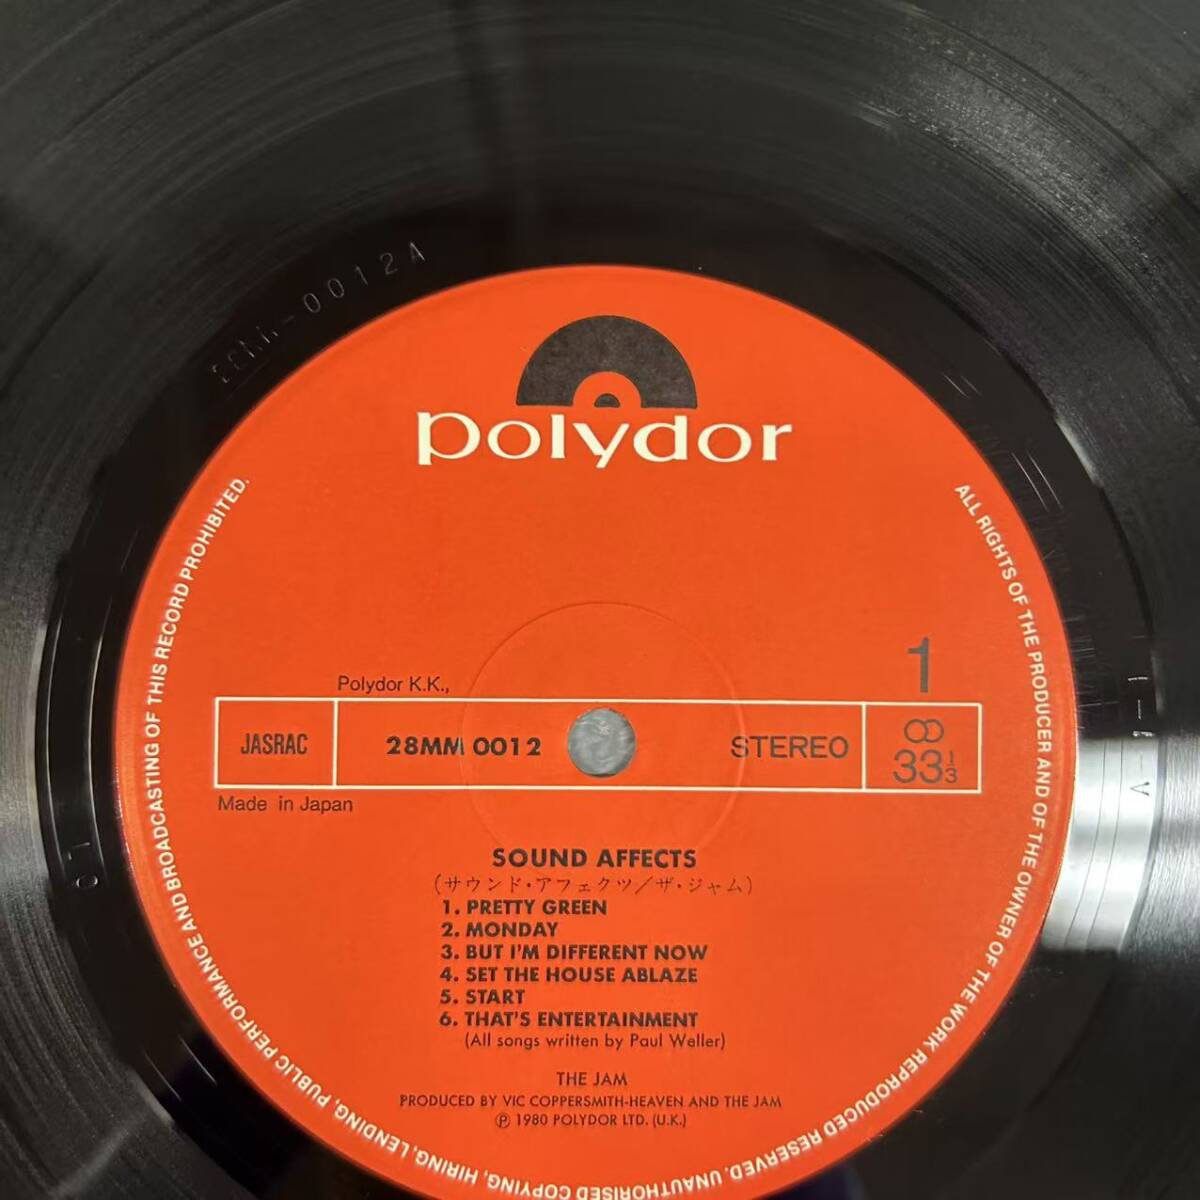 polydor
1
Polydor K.K.,
JASRAC 28MM 0012 STEREO ∞ 33 1/3
Made in Japan
SOUND AFFECTS
(サウンド・アフェクツ/ザ・ジャム)
1. PRETTY GREEN
2. MONDAY
3. BUT I'M DIFFERENT NOW
4. SET THE HOUSE ABLAZE
5. START
6. THAT'S ENTERTAINMENT
(All songs written by Paul Weller)
THE JAM
PRODUCED BY VIC COPPERSMITH-HEAVEN AND THE JAM
Ⓟ 1980 POLYDOR LTD. (U.K.)
ALL RIGHTS OF THE PRODUCER AND OF THE OWNER OF THE WORK REPRODUCED RESERVED. UNAUTHORISED COPYING, HIRING, LENDING, PUBLIC PERFORMANCE AND BROADCASTING OF THIS RECORD PROHIBITED.
0012A